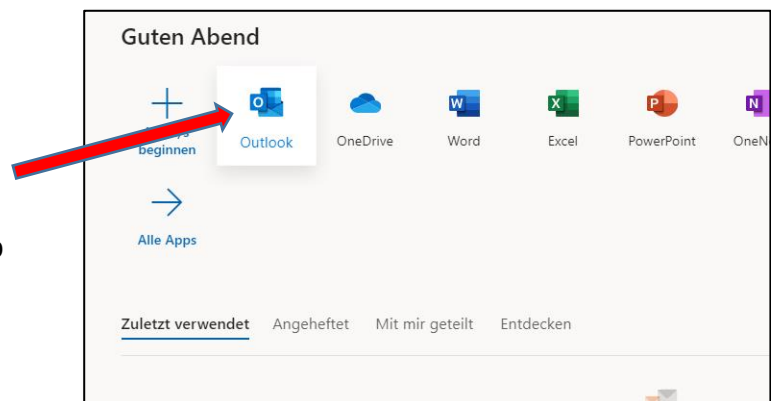 Guten Abend
beginnen
Outlook
OneDrive
Word
Excel
PowerPoint
Alle Apps
Zuletzt verwendet Angeheftet Mit mir geteilt Entdecken